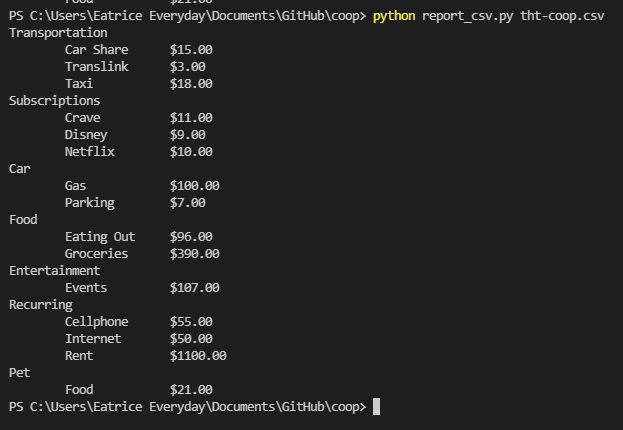 Food $21.00
PS C:\Users\Eatrice Everyday\Documents\GitHub\coop> python report_csv.py tht-coop.csv
Transportation
Car Share $15.00
Translink $3.00
Taxi $18.00
Subscriptions
Crave $11.00
Disney $9.00
Netflix $10.00
Car
Gas $100.00
Parking $7.00
Food
Eating Out $96.00
Groceries $390.00
Entertainment
Events $107.00
Recurring
Cellphone $55.00
Internet $50.00
Rent $1100.00
Pet
Food $21.00
PS C:\Users\Eatrice Everyday\Documents\GitHub\coop>